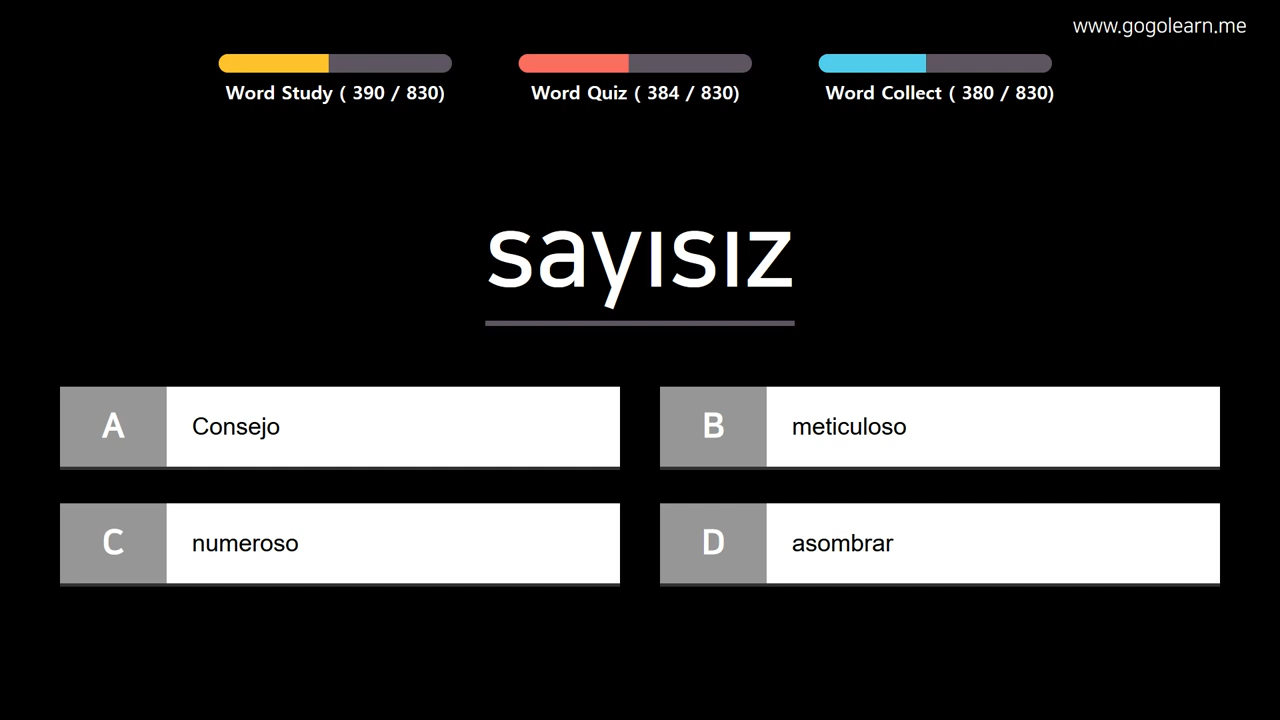 www.gogolearn.me
Word Study ( 390 / 830)
Word Quiz ( 384 / 830)
Word Collect ( 380 / 830)
sayısız
A
Consejo
B
meticuloso
C
numeroso
D
asombrar